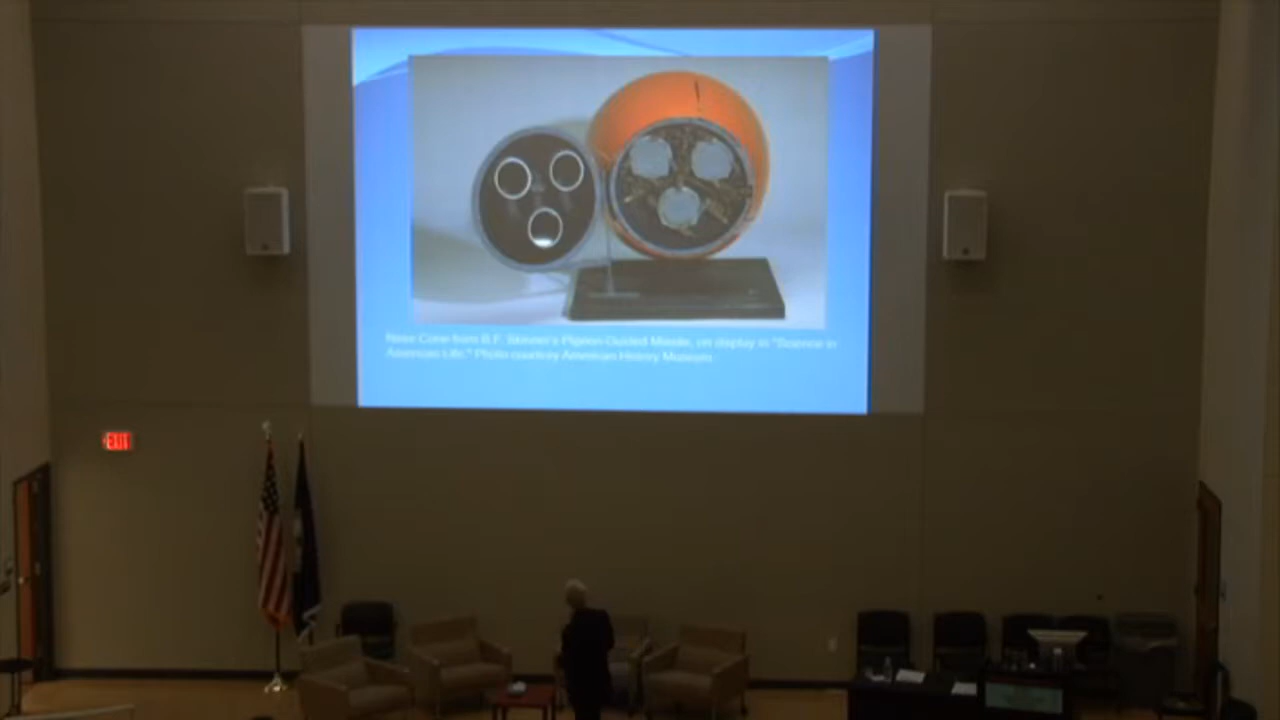 Nose Cone from B.F. Skinner's Pigeon-Guided Missile, on display in "Science in
American Life." Photo courtesy American History Museum.
EXIT